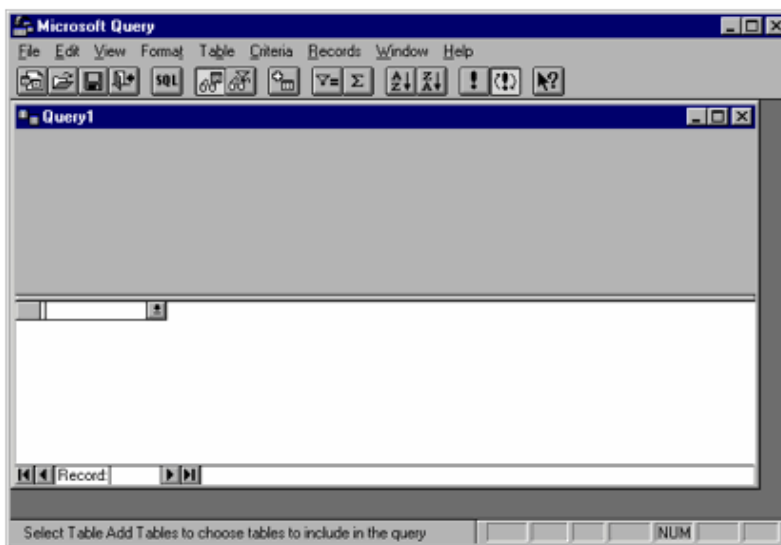 Microsoft Query
File Edit View Format Table Criteria Records Window Help
SQL
Query1
Record:
Select Table Add Tables to choose tables to include in the query NUM